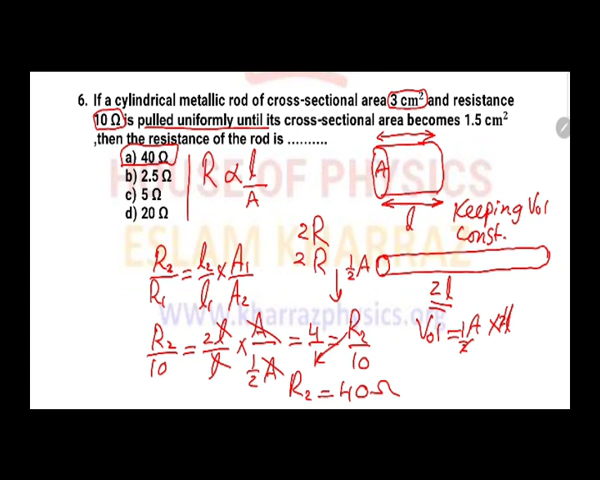 6. If a cylindrical metallic rod of cross-sectional area 3 cm² and resistance
10 Ω is pulled uniformly until its cross-sectional area becomes 1.5 cm²
,then the resistance of the rod is ..........
a) 40 Ω
b) 2.5 Ω
c) 5 Ω
d) 20 Ω
R ∝ l/A
A
l
Keeping Vol
Const.
2R
2R
½A
2l
Vol = ½A × 2l
R₂/R₁ = l₂/l₁ × A₁/A₂
R₂/10 = 2l/l × A/½A = 4/1 = R₂/10
R₂ = 40Ω
HOUSE OF PHYSICS
ESLAM KHARRAZ
www.kharrazphysics.org